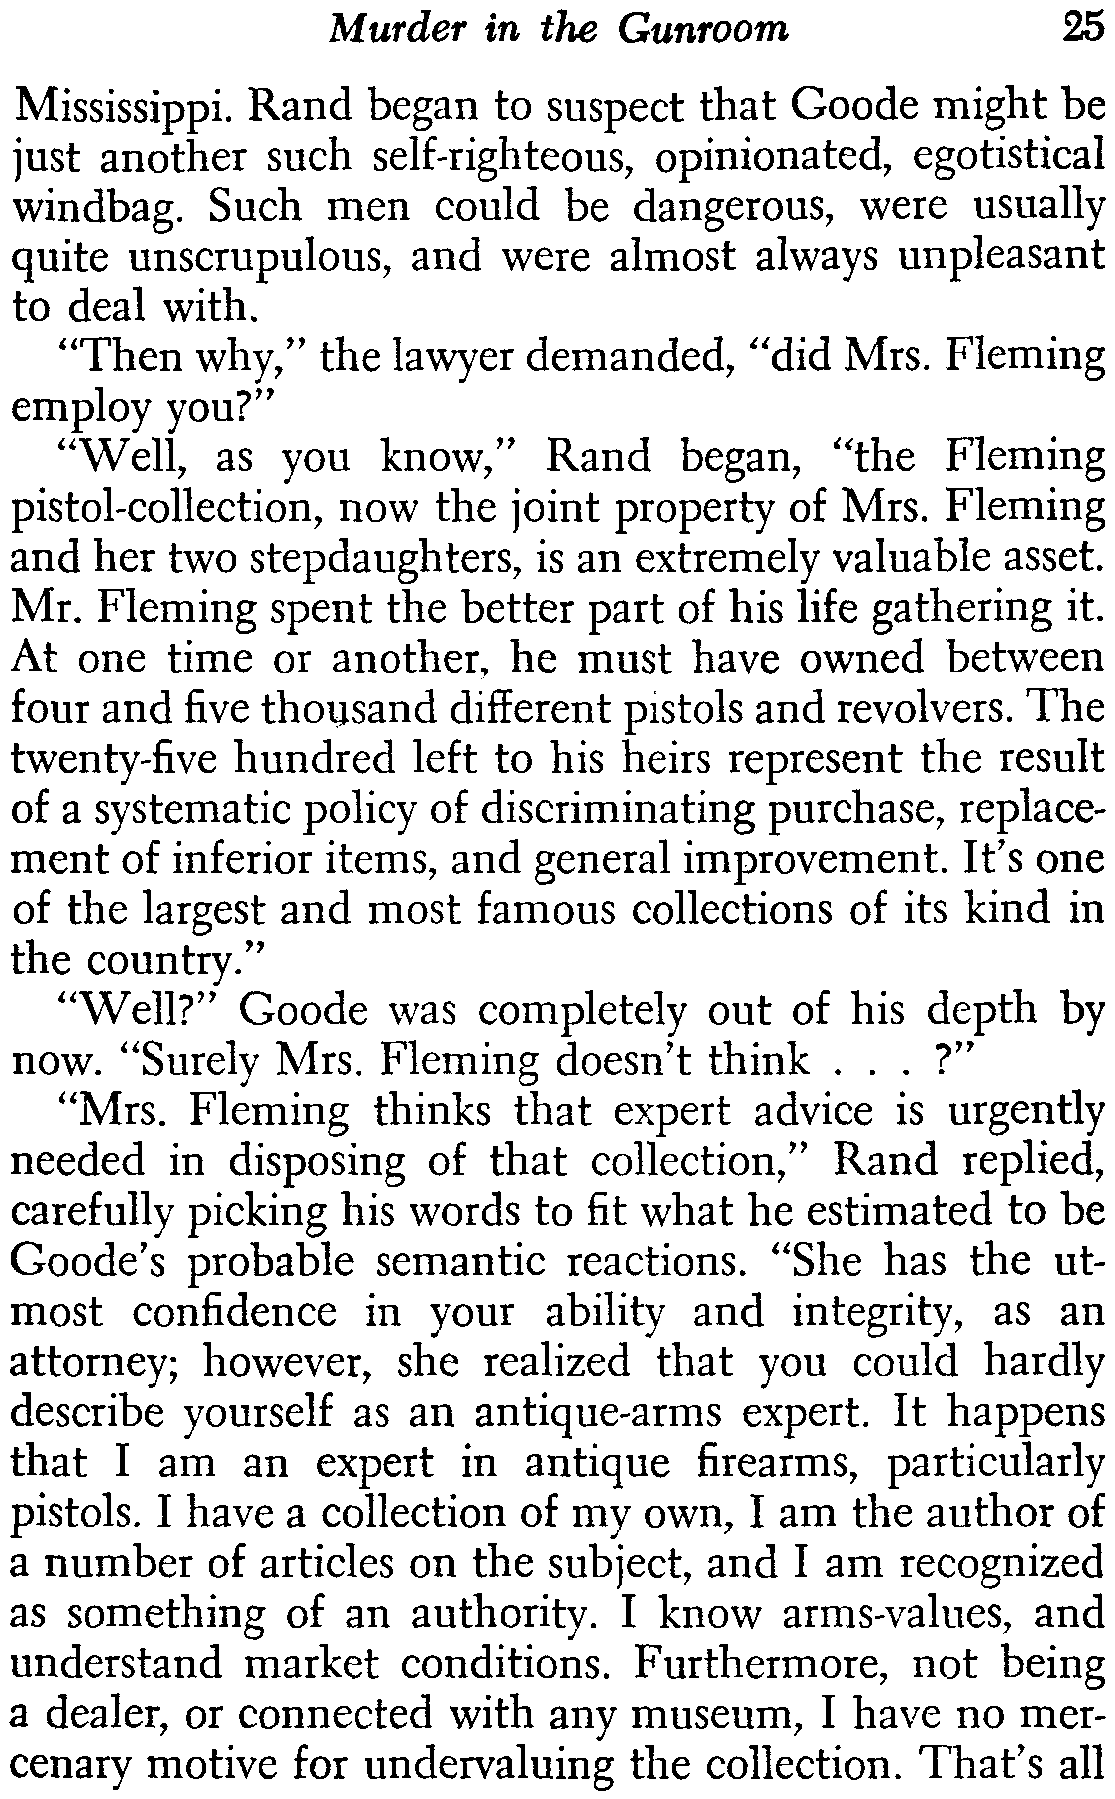 Murder in the Gunroom 25
Mississippi. Rand began to suspect that Goode might be
just another such self-righteous, opinionated, egotistical
windbag. Such men could be dangerous, were usually
quite unscrupulous, and were almost always unpleasant
to deal with.
“Then why,” the lawyer demanded, “did Mrs. Fleming
employ you?”
“Well, as you know,” Rand began, “the Fleming
pistol-collection, now the joint property of Mrs. Fleming
and her two stepdaughters, is an extremely valuable asset.
Mr. Fleming spent the better part of his life gathering it.
At one time or another, he must have owned between
four and five thousand different pistols and revolvers. The
twenty-five hundred left to his heirs represent the result
of a systematic policy of discriminating purchase, replace-
ment of inferior items, and general improvement. It’s one
of the largest and most famous collections of its kind in
the country.”
“Well?” Goode was completely out of his depth by
now. “Surely Mrs. Fleming doesn’t think . . . ?”
“Mrs. Fleming thinks that expert advice is urgently
needed in disposing of that collection,” Rand replied,
carefully picking his words to fit what he estimated to be
Goode’s probable semantic reactions. “She has the ut-
most confidence in your ability and integrity, as an
attorney; however, she realized that you could hardly
describe yourself as an antique-arms expert. It happens
that I am an expert in antique firearms, particularly
pistols. I have a collection of my own, I am the author of
a number of articles on the subject, and I am recognized
as something of an authority. I know arms-values, and
understand market conditions. Furthermore, not being
a dealer, or connected with any museum, I have no mer-
cenary motive for undervaluing the collection. That’s all